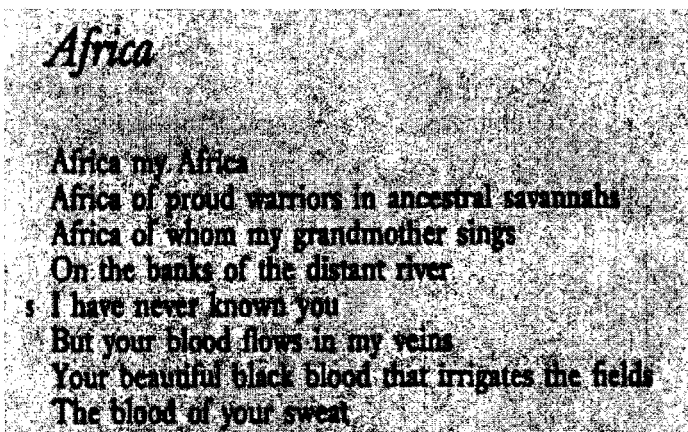 Africa
Africa my Africa
Africa of proud warriors in ancestral savannahs
Africa of whom my grandmother sings
On the banks of the distant river
5 I have never known you
But your blood flows in my veins
Your beautiful black blood that irrigates the fields
The blood of your sweat